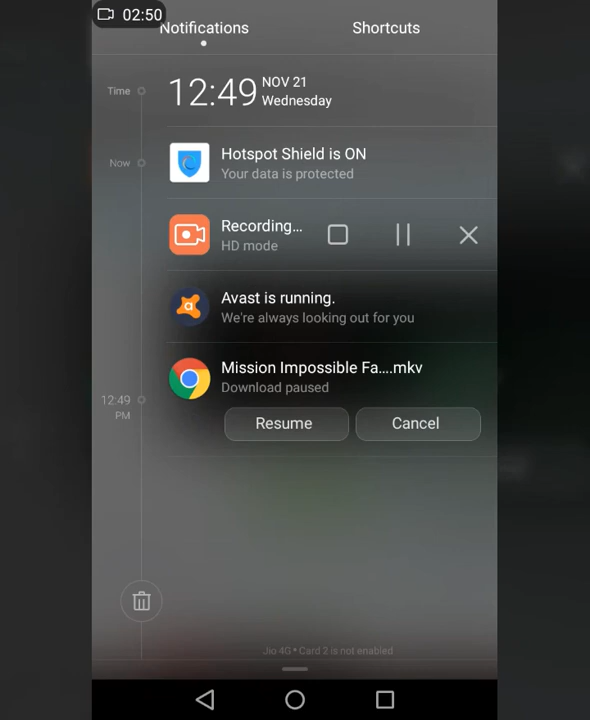 02:50
Notifications
Shortcuts
Time
12:49
NOV 21
Wednesday
Now
Hotspot Shield is ON
Your data is protected
Recording...
HD mode
Avast is running.
We're always looking out for you
Mission Impossible Fa....mkv
Download paused
12:49
PM
Resume
Cancel
Jio 4G • Card 2 is not enabled